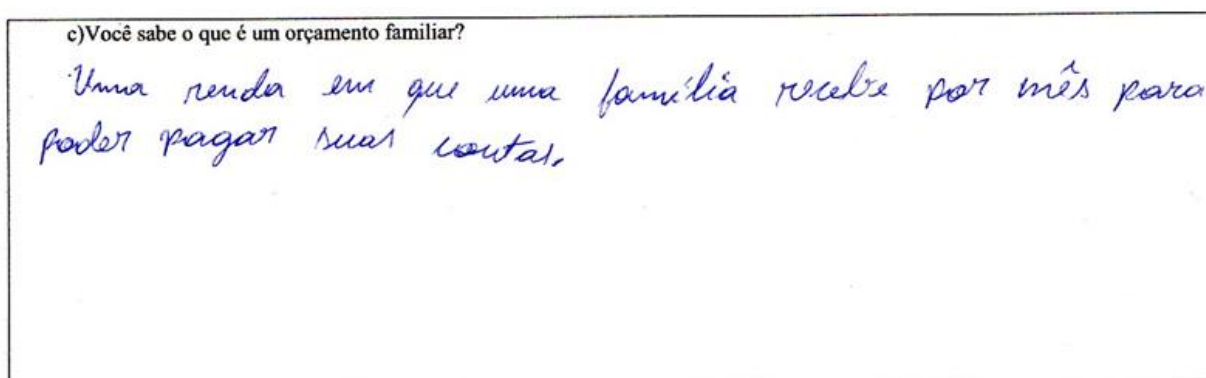 c)Você sabe o que é um orçamento familiar?
Uma renda em que uma família recebe por mês para
poder pagar suas contas.